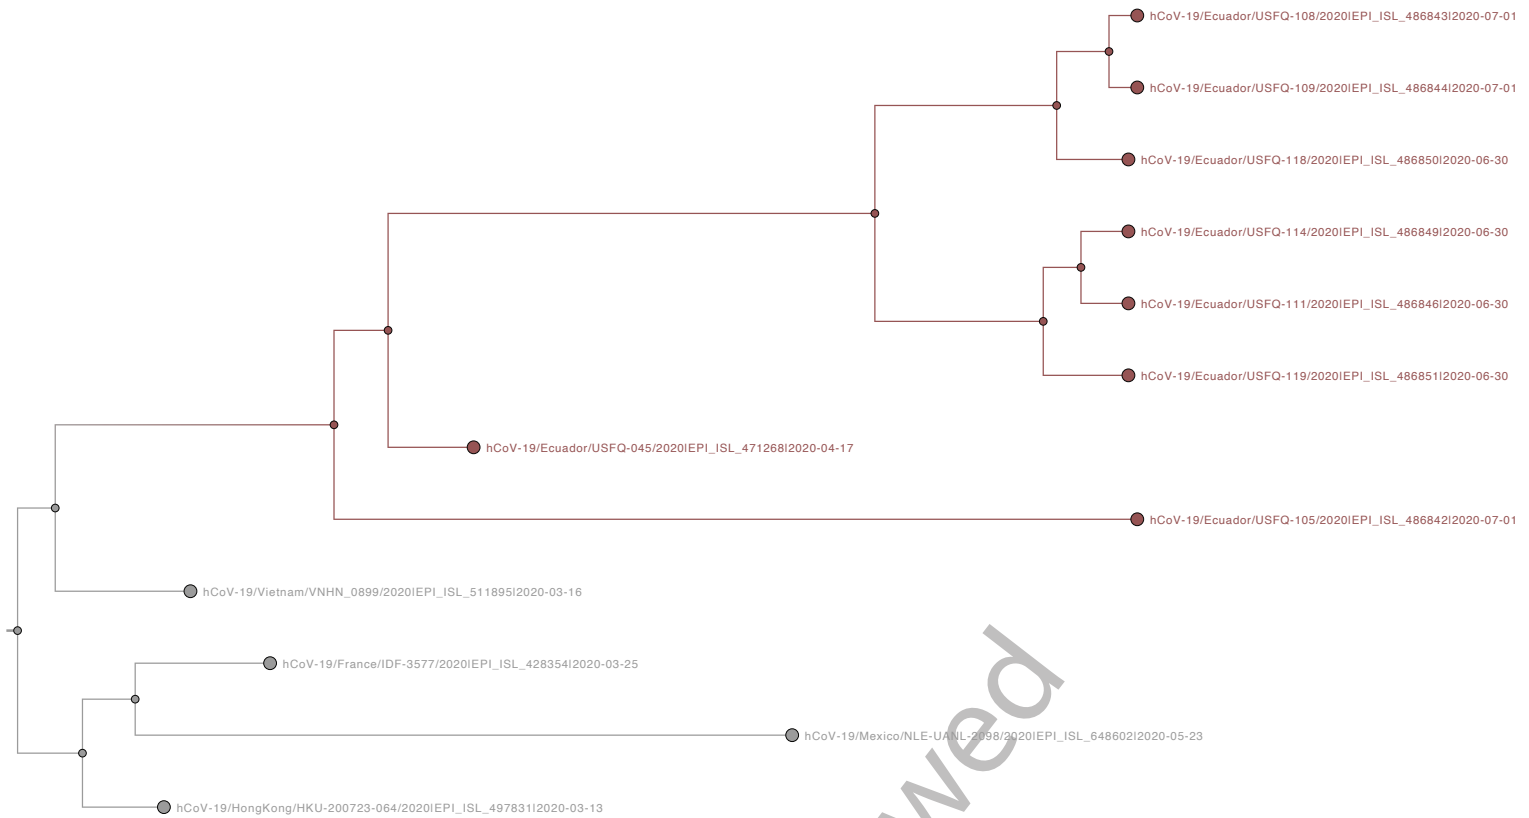 hCoV-19/Ecuador/USFQ-108/2020|EPI_ISL_486843|2020-07-01
hCoV-19/Ecuador/USFQ-109/2020|EPI_ISL_486844|2020-07-01
hCoV-19/Ecuador/USFQ-118/2020|EPI_ISL_486850|2020-06-30
hCoV-19/Ecuador/USFQ-114/2020|EPI_ISL_486849|2020-06-30
hCoV-19/Ecuador/USFQ-111/2020|EPI_ISL_486846|2020-06-30
hCoV-19/Ecuador/USFQ-119/2020|EPI_ISL_486851|2020-06-30
hCoV-19/Ecuador/USFQ-045/2020|EPI_ISL_471268|2020-04-17
hCoV-19/Ecuador/USFQ-105/2020|EPI_ISL_486842|2020-07-01
hCoV-19/Vietnam/VNHN_0899/2020|EPI_ISL_511895|2020-03-16
hCoV-19/France/IDF-3577/2020|EPI_ISL_428354|2020-03-25
hCoV-19/Mexico/NLE-UANL-2098/2020|EPI_ISL_648602|2020-05-23
hCoV-19/HongKong/HKU-200723-064/2020|EPI_ISL_497831|2020-03-13
wed